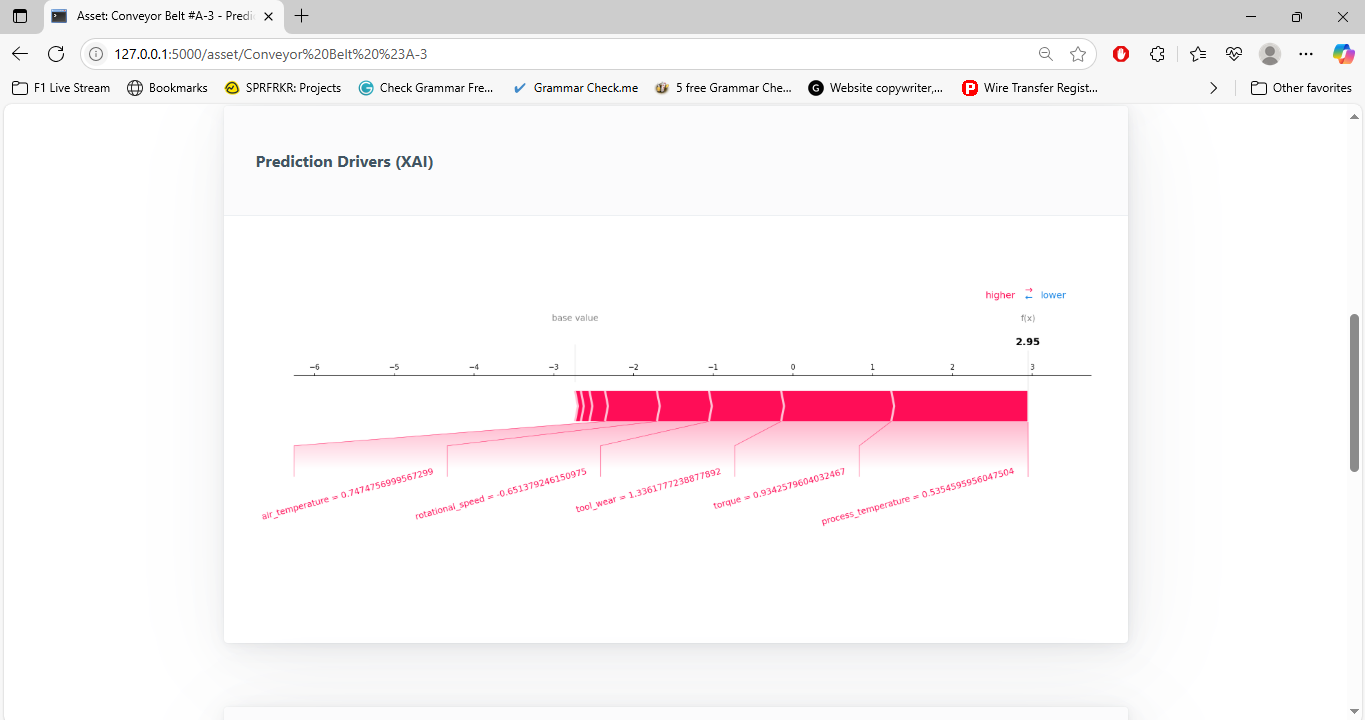 Asset: Conveyor Belt #A-3 - Predic
127.0.0.1:5000/asset/Conveyor%20Belt%20%23A-3
F1 Live Stream
Bookmarks
SPRFRKR: Projects
Check Grammar Fre...
Grammar Check.me
5 free Grammar Che...
Website copywriter,...
Wire Transfer Regist...
Other favorites
Prediction Drivers (XAI)
higher
lower
base value
f(x)
2.95
−6 −5 −4 −3 −2 −1 0 1 2 3
air_temperature = 0.7474756999567299
rotational_speed = -0.651379246150975
tool_wear = 1.3361777238877892
torque = 0.9342579604032467
process_temperature = 0.5354595956047504